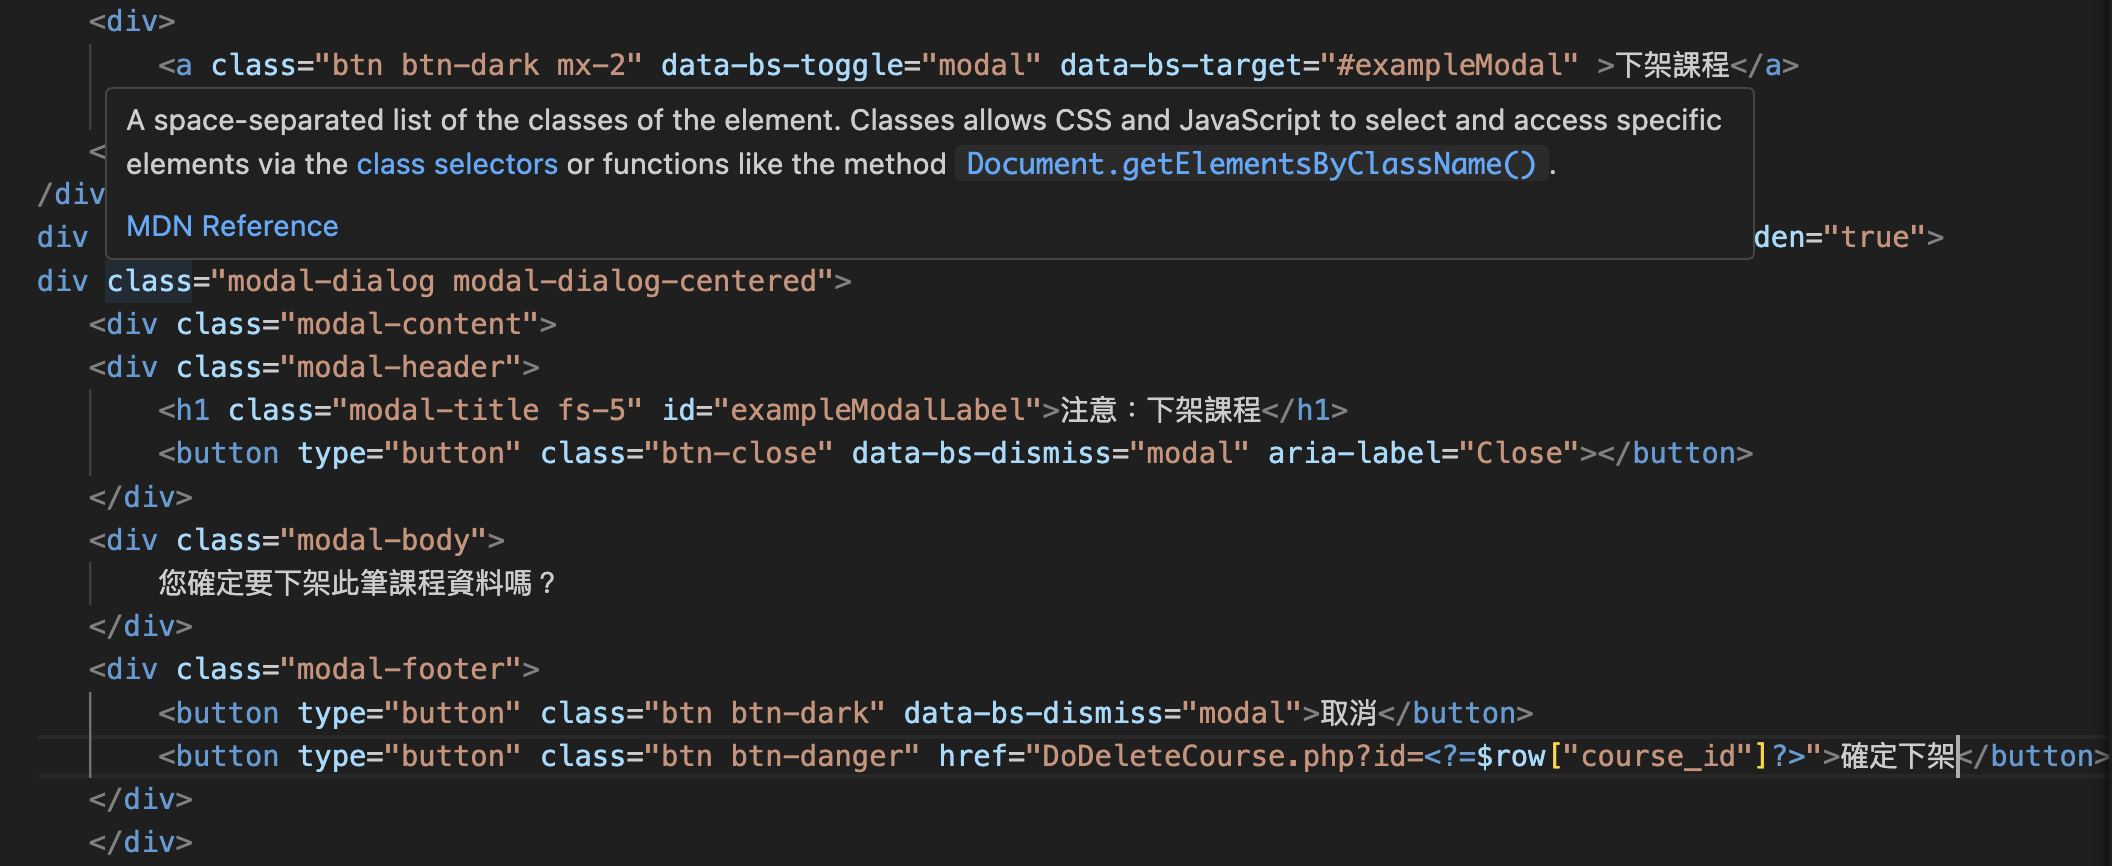 <div>
<a class="btn btn-dark mx-2" data-bs-toggle="modal" data-bs-target="#exampleModal" >下架課程</a>
A space-separated list of the classes of the element. Classes allows CSS and JavaScript to select and access specific
<
elements via the class selectors or functions like the method Document.getElementsByClassName().
/div
MDN Reference
div den="true">
div class="modal-dialog modal-dialog-centered">
<div class="modal-content">
<div class="modal-header">
<h1 class="modal-title fs-5" id="exampleModalLabel">注意：下架課程</h1>
<button type="button" class="btn-close" data-bs-dismiss="modal" aria-label="Close"></button>
</div>
<div class="modal-body">
您確定要下架此筆課程資料嗎？
</div>
<div class="modal-footer">
<button type="button" class="btn btn-dark" data-bs-dismiss="modal">取消</button>
<button type="button" class="btn btn-danger" href="DoDeleteCourse.php?id=<?=$row["course_id"]?>">確定下架</button>
</div>
</div>